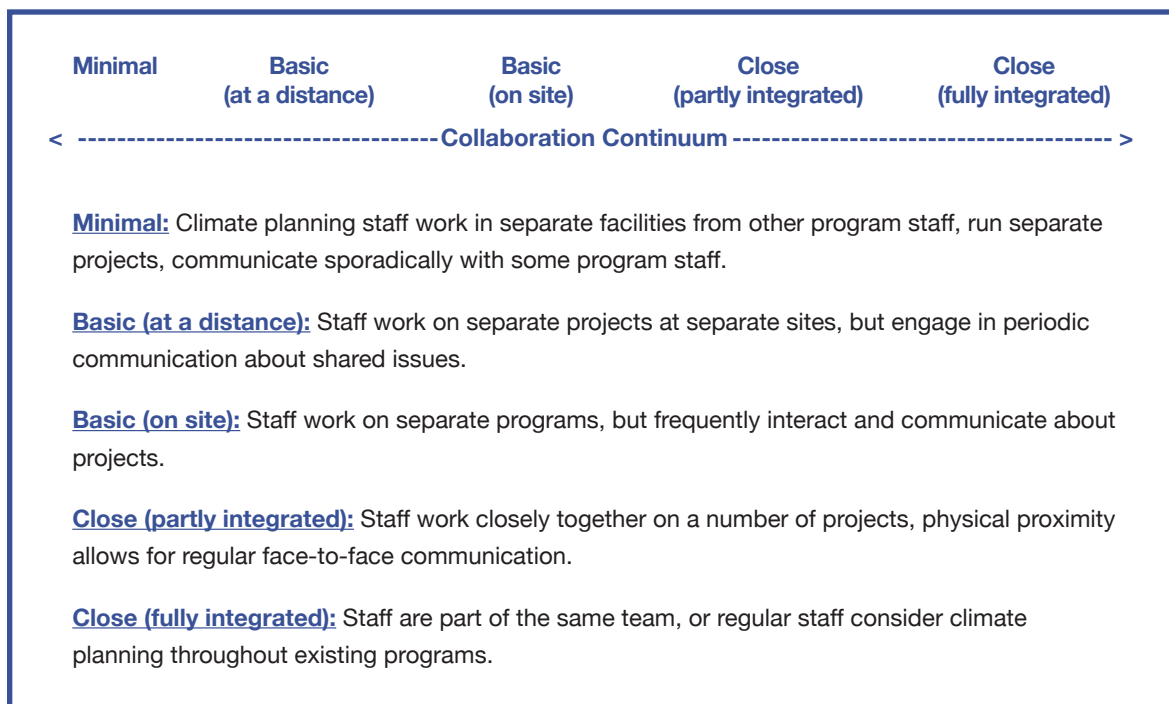 Minimal Basic Basic Close Close
(at a distance) (on site) (partly integrated) (fully integrated)
< -------------------------------------Collaboration Continuum --------------------------------------- >
Minimal: Climate planning staff work in separate facilities from other program staff, run separate
projects, communicate sporadically with some program staff.
Basic (at a distance): Staff work on separate projects at separate sites, but engage in periodic
communication about shared issues.
Basic (on site): Staff work on separate programs, but frequently interact and communicate about
projects.
Close (partly integrated): Staff work closely together on a number of projects, physical proximity
allows for regular face-to-face communication.
Close (fully integrated): Staff are part of the same team, or regular staff consider climate
planning throughout existing programs.